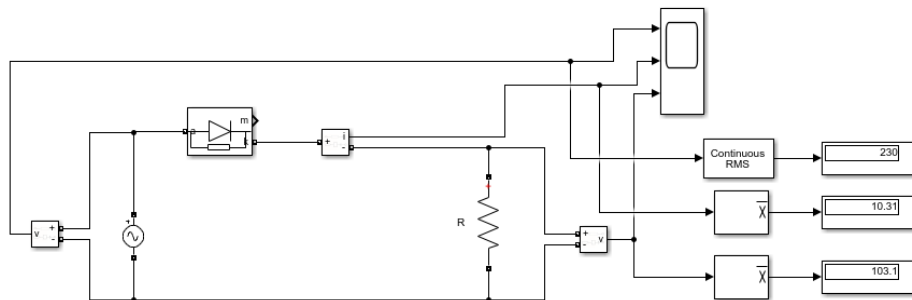 m
a
k
+
i
-
Continuous
RMS
230
10.31
x
103.1
x
v
+
-
+
R
+
+
-
v